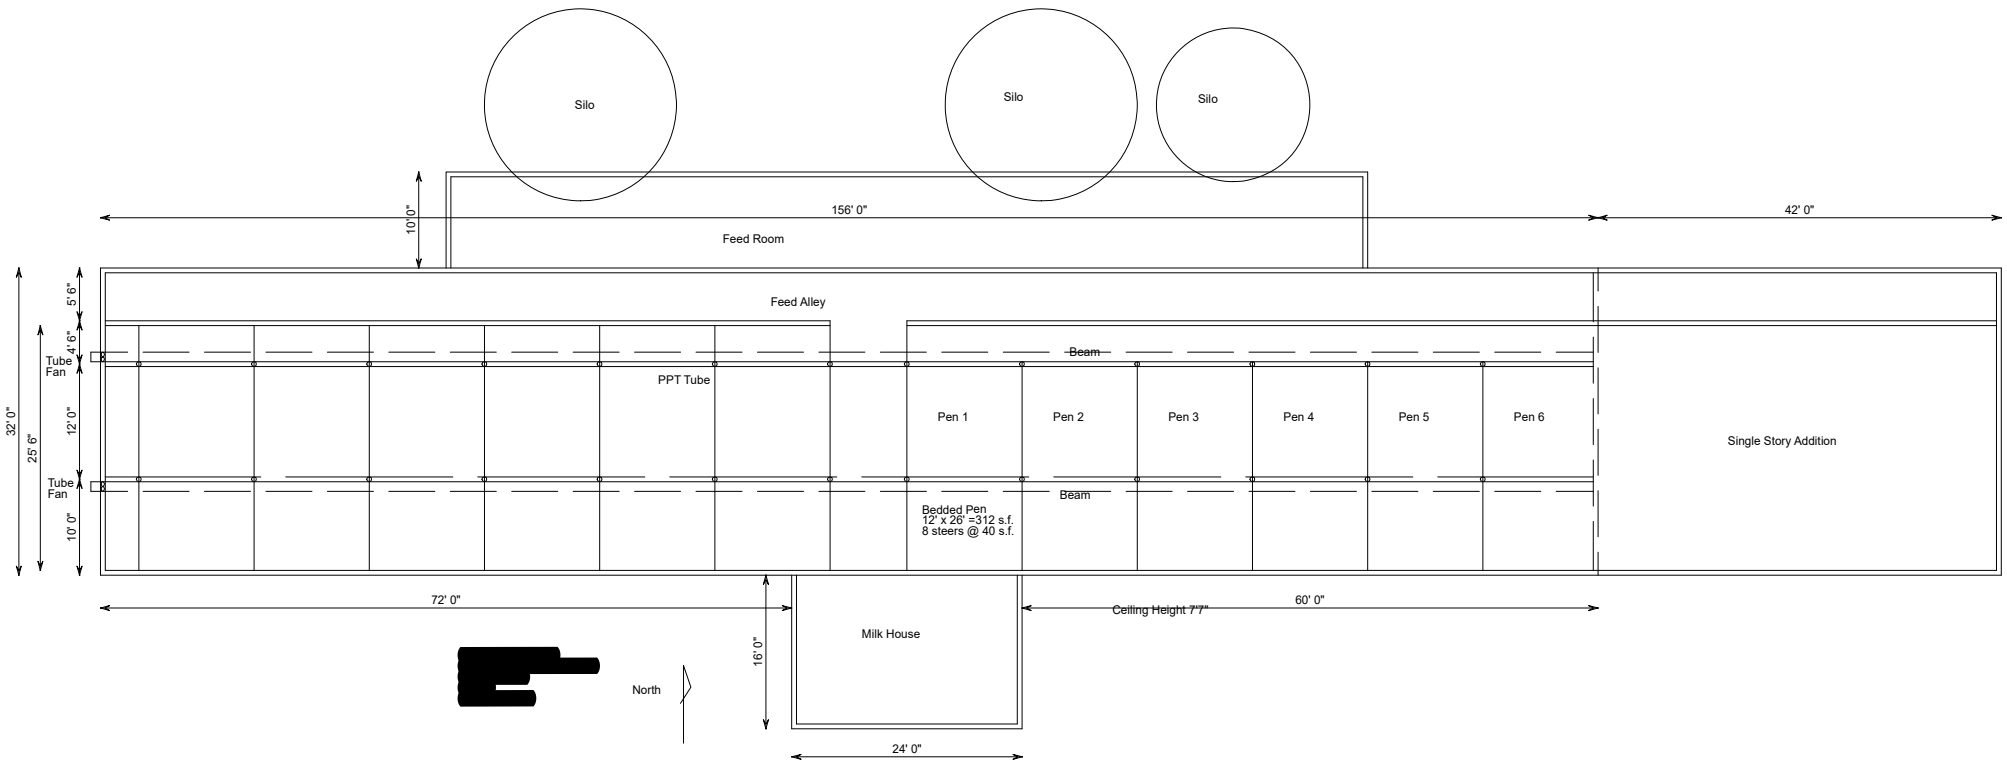 Silo
Silo
Silo
10' 0"
156' 0"
42' 0"
Feed Room
5' 6"
Feed Alley
4' 6"
Tube
Fan
Beam
PPT Tube
32' 0"
25' 6"
12' 0"
Pen 1
Pen 2
Pen 3
Pen 4
Pen 5
Pen 6
Single Story Addition
Tube
Fan
Beam
10' 0"
Bedded Pen
12' x 26' =312 s.f.
8 steers @ 40 s.f.
72' 0"
60' 0"
Ceiling Height 7'7"
Milk House
16' 0"
North
24' 0"